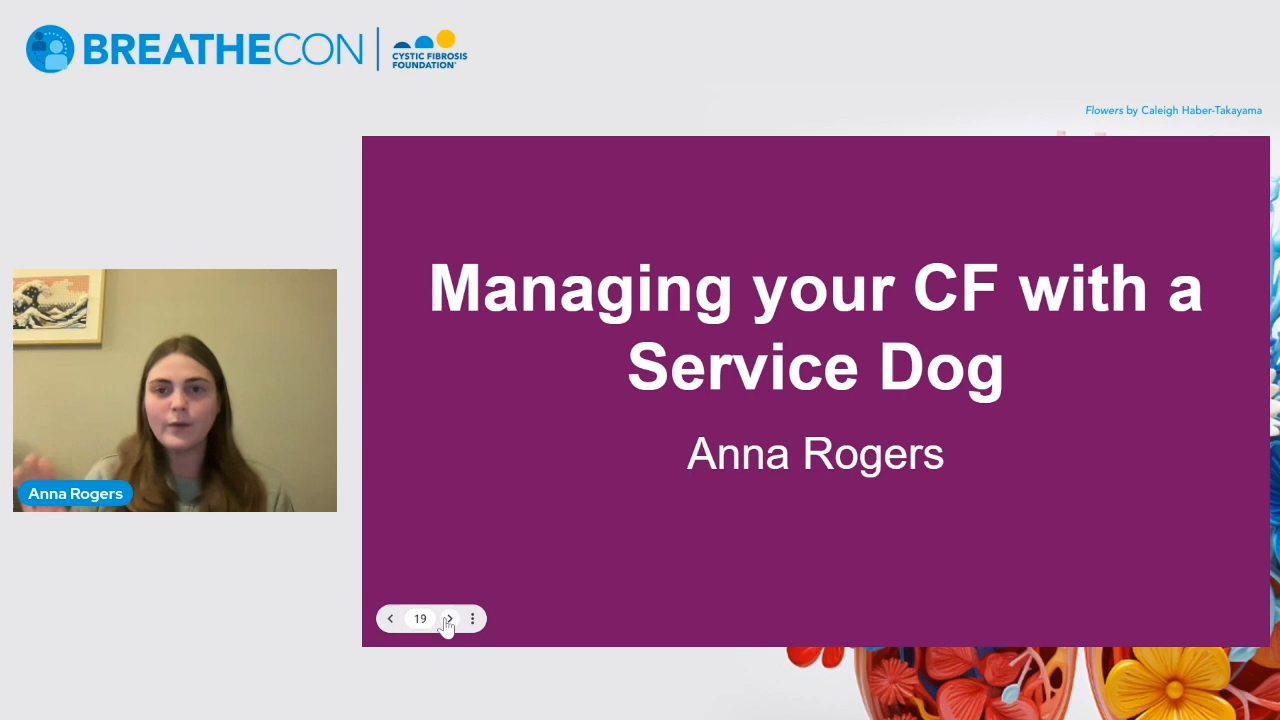 BREATHECON
CYSTIC FIBROSIS
FOUNDATION
Flowers by Caleigh Haber-Takayama
Managing your CF with a
Service Dog
Anna Rogers
Anna Rogers
19